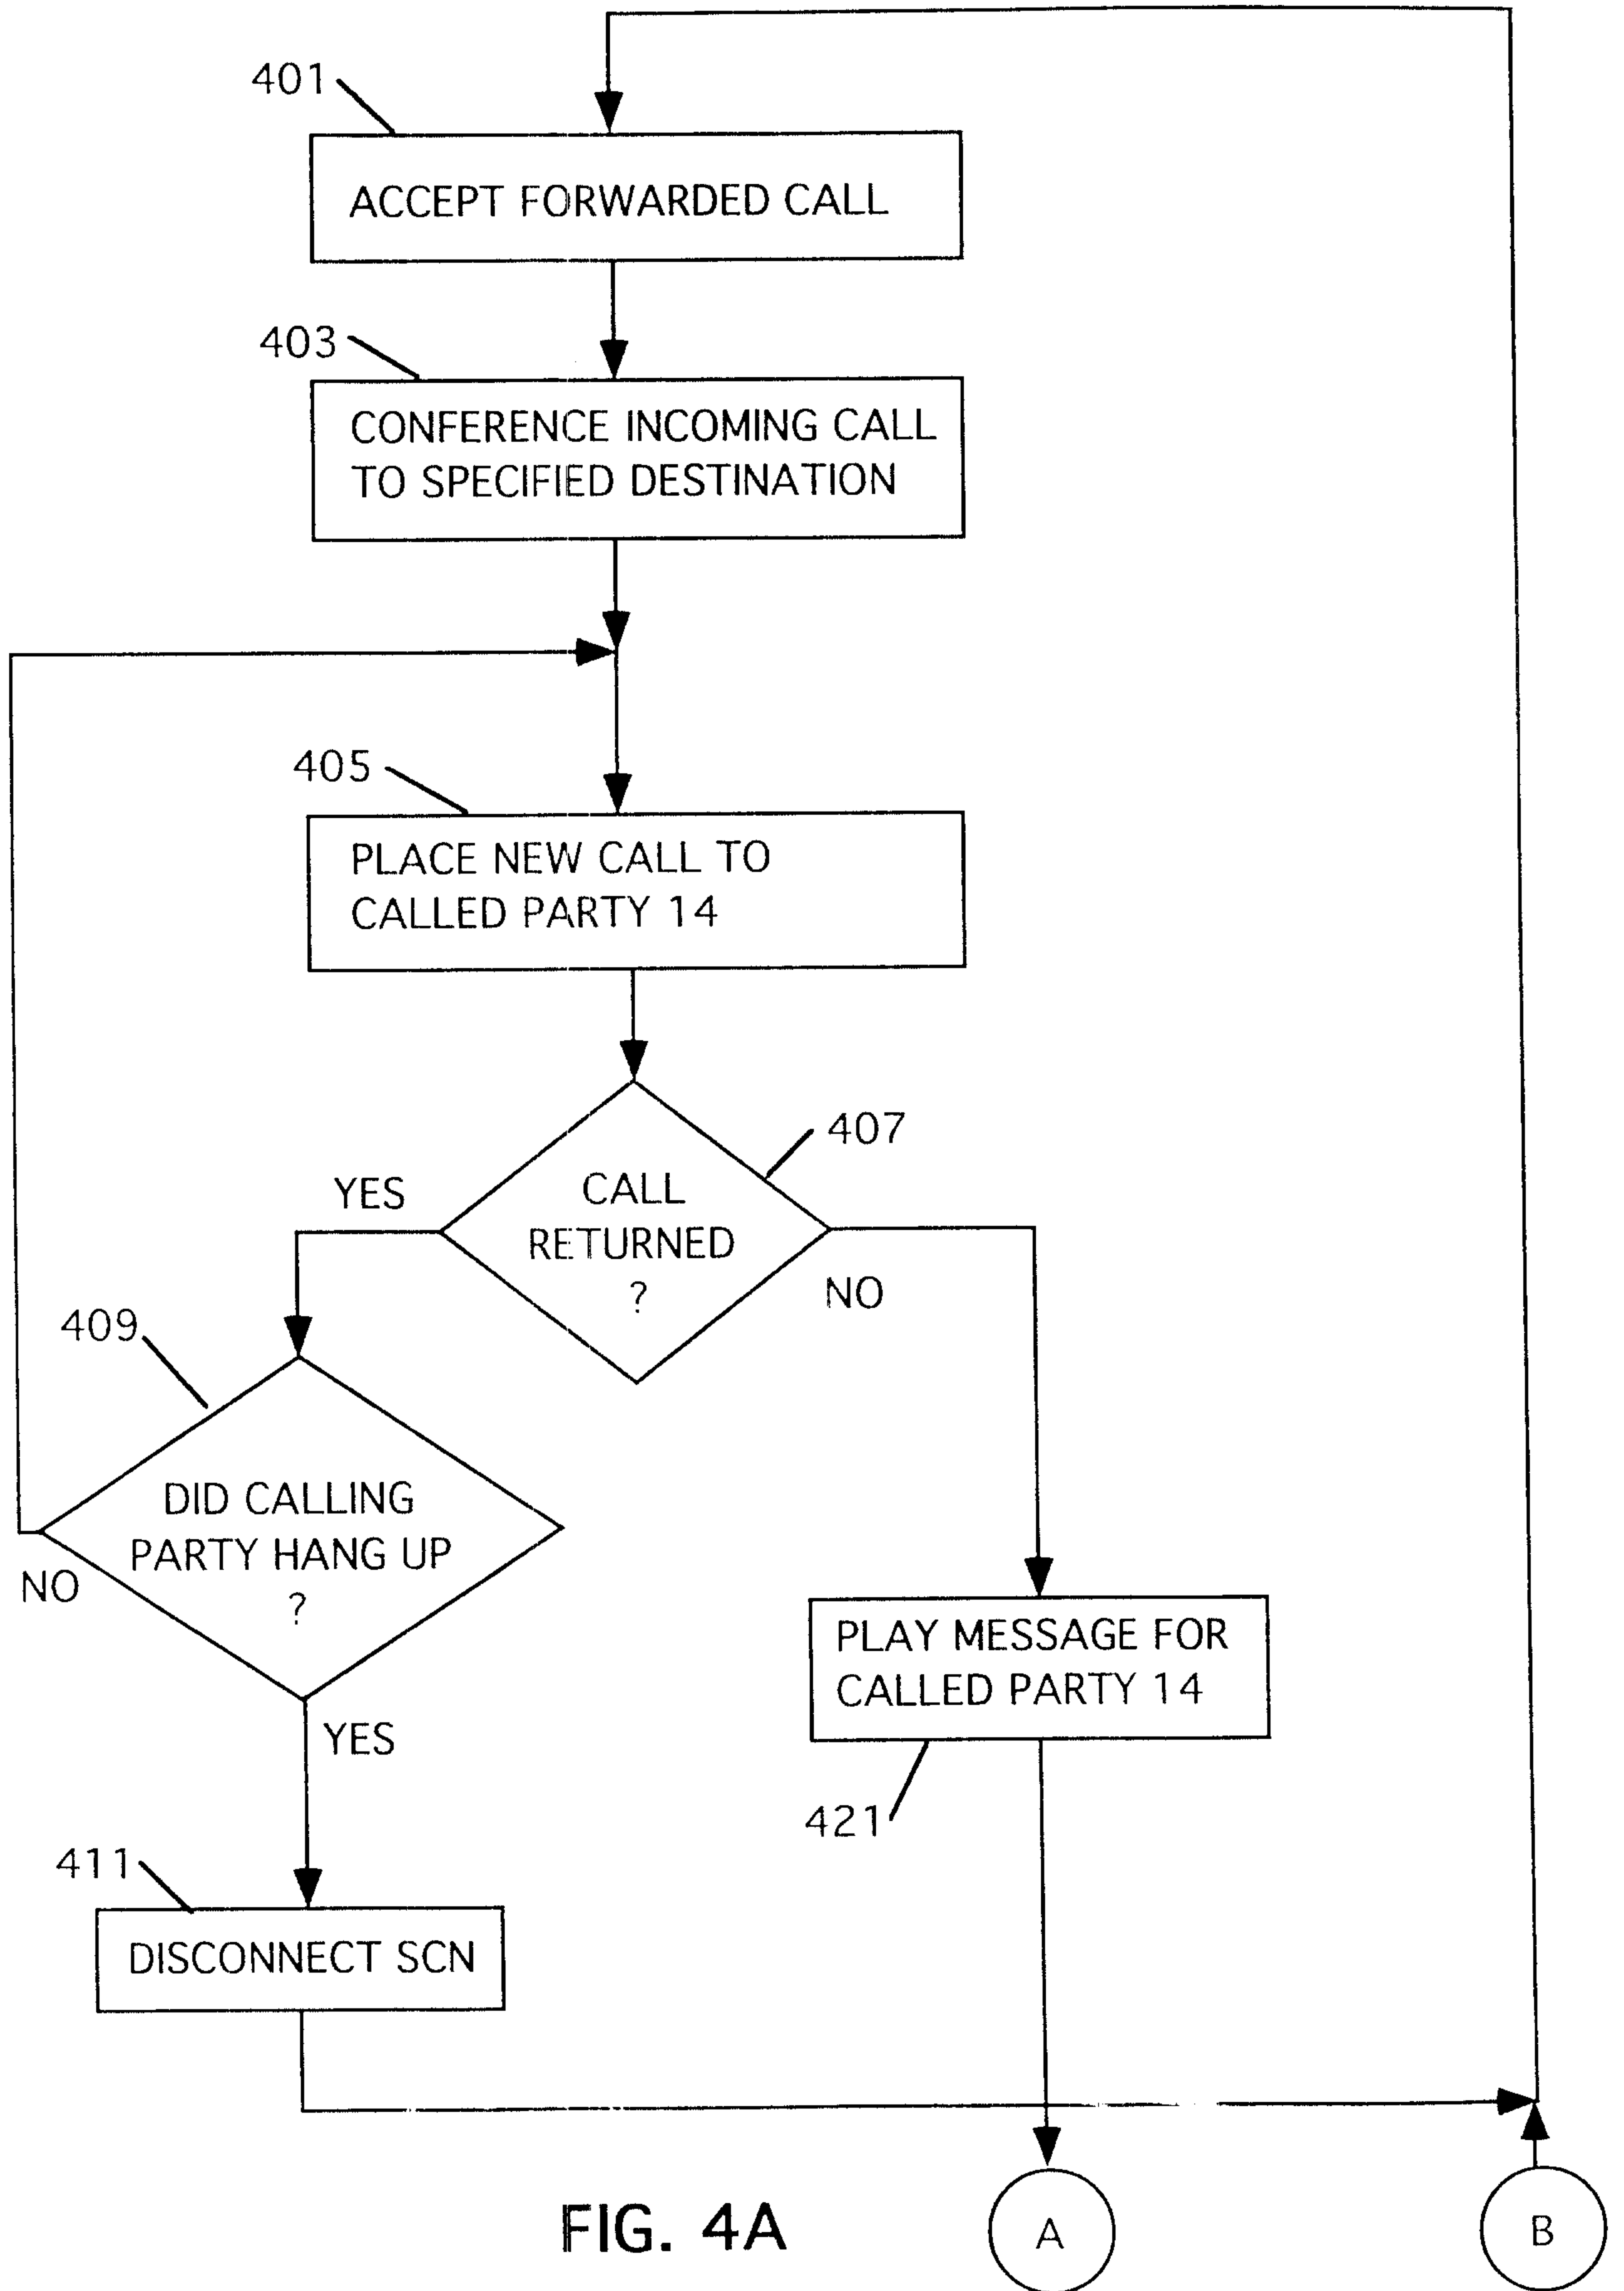 401
ACCEPT FORWARDED CALL
403
CONFERENCE INCOMING CALL
TO SPECIFIED DESTINATION
405
PLACE NEW CALL TO
CALLED PARTY 14
407
YES
CALL
RETURNED
?
NO
409
DID CALLING
PARTY HANG UP
?
NO
YES
PLAY MESSAGE FOR
CALLED PARTY 14
421
411
DISCONNECT SCN
FIG. 4A
A
B